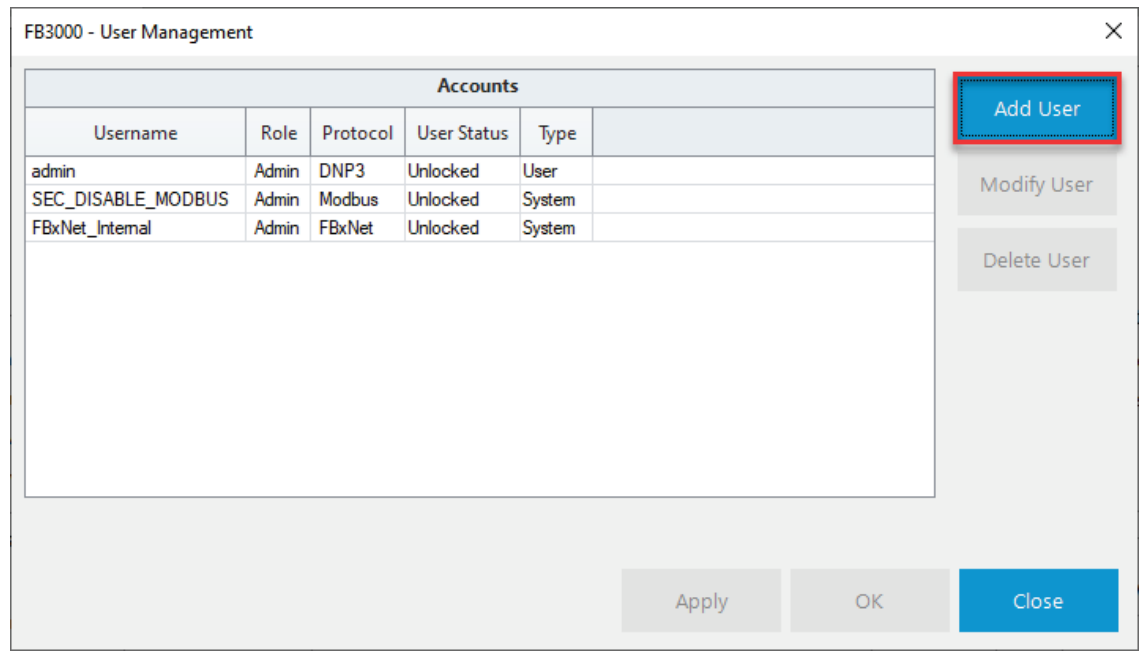 FB3000 - User Management
Accounts
Username Role Protocol User Status Type
admin Admin DNP3 Unlocked User
SEC_DISABLE_MODBUS Admin Modbus Unlocked System
FBxNet_Internal Admin FBxNet Unlocked System
Add User
Modify User
Delete User
Apply OK Close